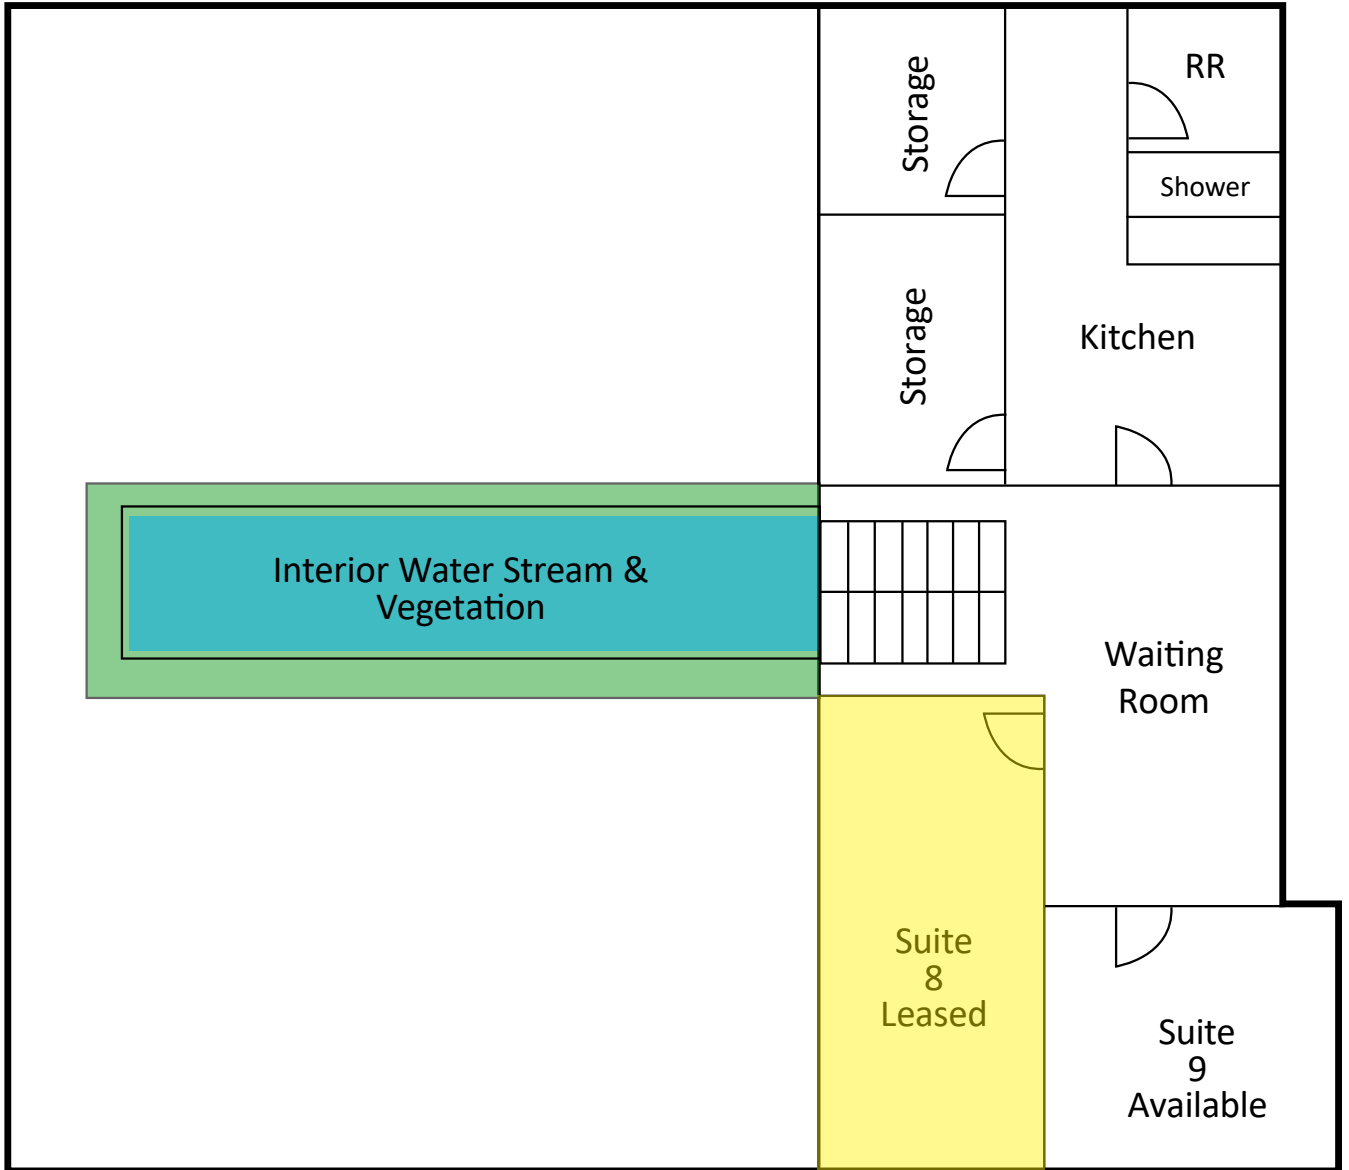 Storage
RR
Shower
Storage
Kitchen
Interior Water Stream &
Vegetation
Waiting
Room
Suite
8
Leased
Suite
9
Available